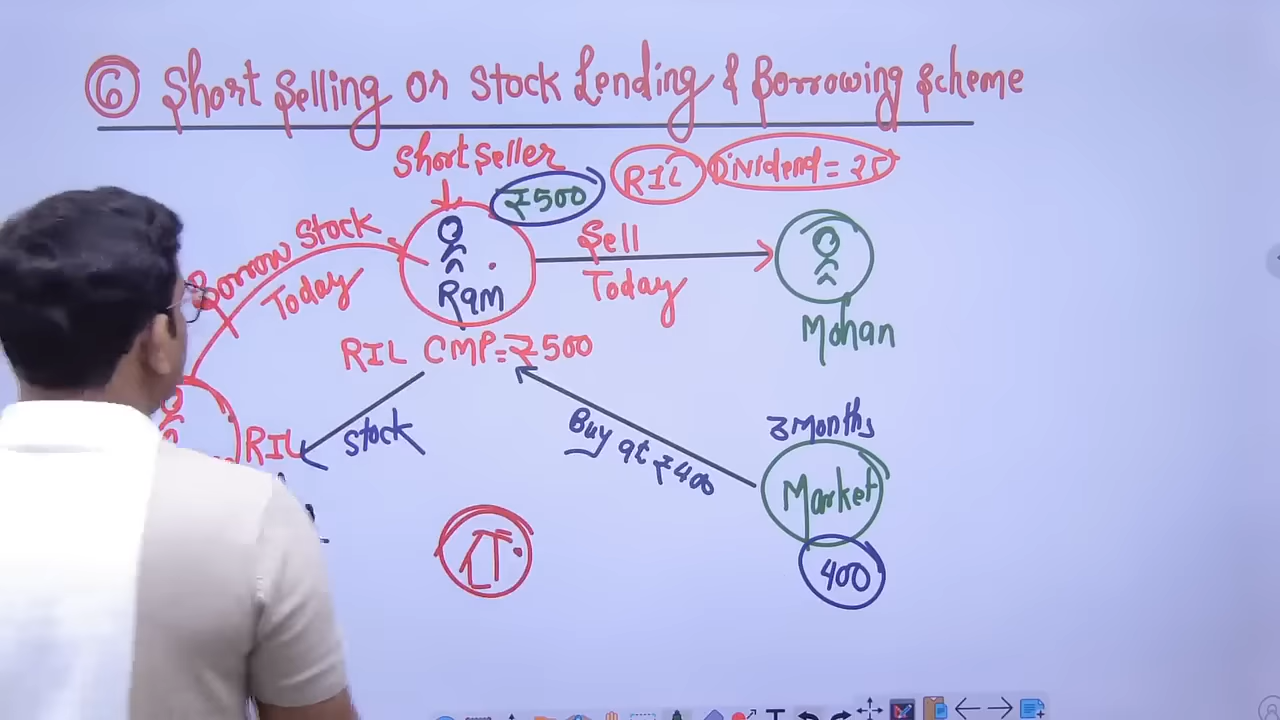 6 Short Selling or Stock Lending & Borrowing Scheme
Short Seller
₹500
RIL
Dividend = 25
Borrow Stock
Today
Sell
Today
Ram
Mohan
RIL CMP = ₹500
RIL
Stock
Buy at ₹400
3 Months
Market
400